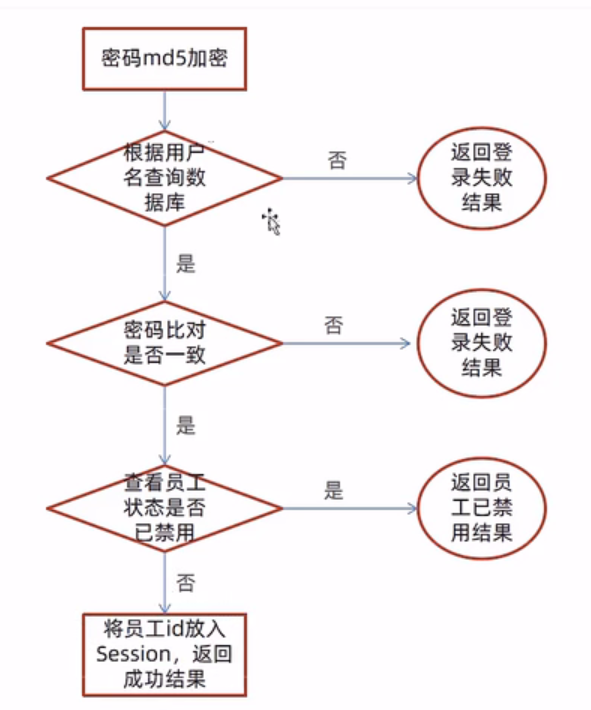 密码md5加密
根据用户
名查询数
据库
否
返回登
录失败
结果
是
密码比对
是否一致
否
返回登
录失败
结果
是
查看员工
状态是否
已禁用
是
返回员
工已禁
用结果
否
将员工id放入
Session，返回
成功结果